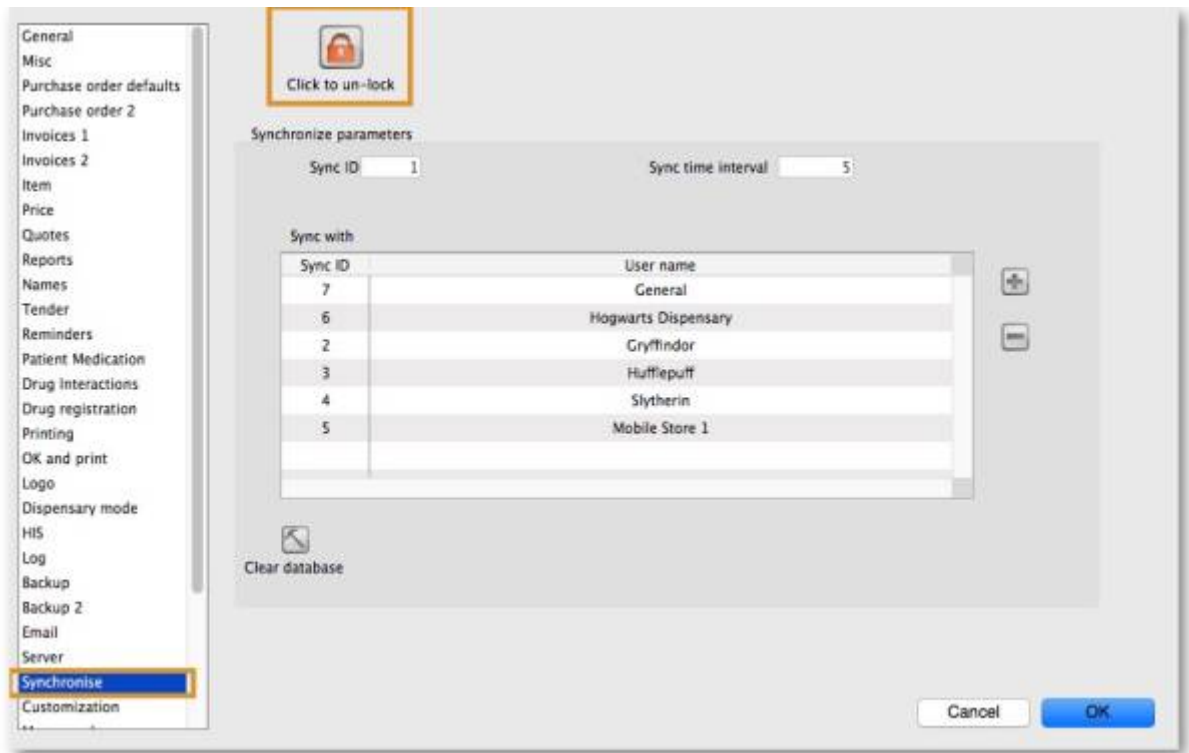 General
Misc
Purchase order defaults
Purchase order 2
Invoices 1
Invoices 2
Item
Price
Quotes
Reports
Names
Tender
Reminders
Patient Medication
Drug Interactions
Drug registration
Printing
OK and print
Logo
Dispensary mode
HIS
Log
Backup
Backup 2
Email
Server
Synchronise
Customization
Click to un-lock
Synchronize parameters
Sync ID 1 Sync time interval 5
Sync with
Sync ID User name
7 General
6 Hogwarts Dispensary
2 Gryffindor
3 Hufflepuff
4 Slytherin
5 Mobile Store 1
Clear database
Cancel OK